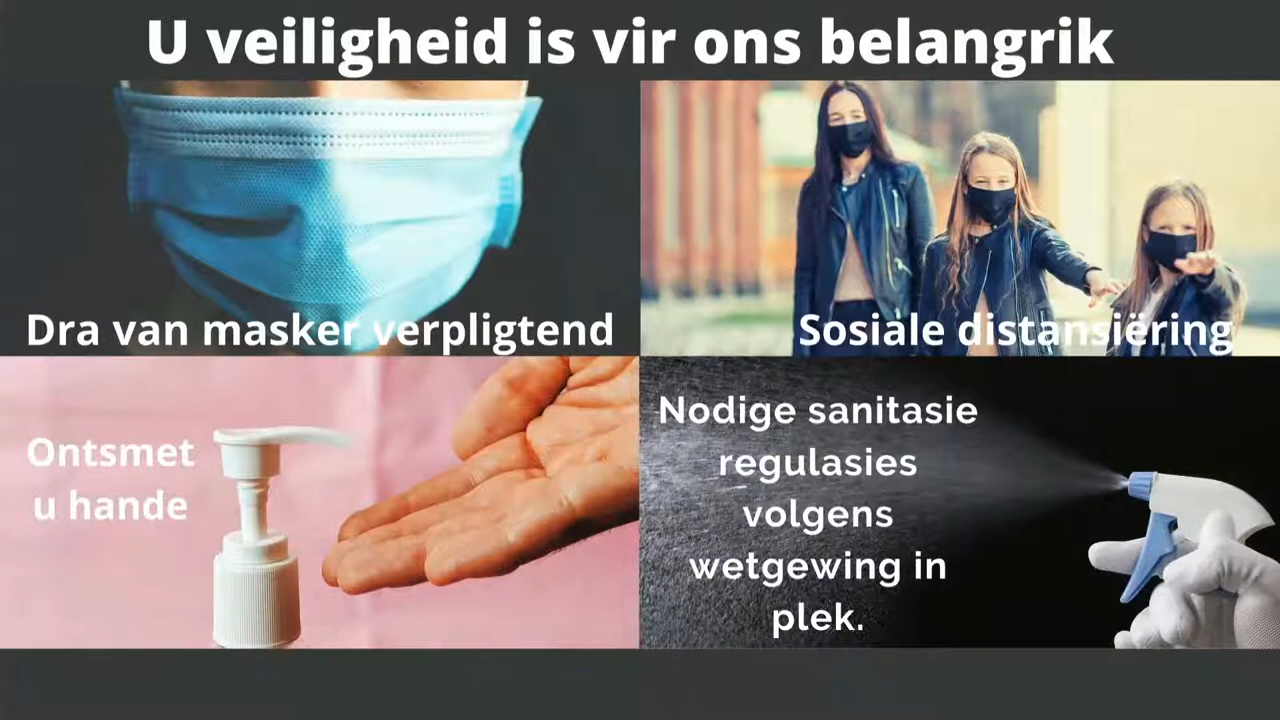 U veiligheid is vir ons belangrik
Dra van masker verpligtend
Sosiale distansiëring
Ontsmet
u hande
Nodige sanitasie
regulasies
volgens
wetgewing in
plek.